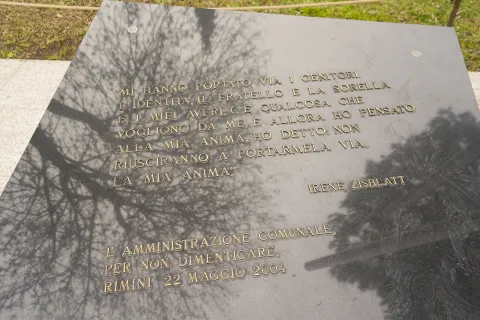 "MI HANNO PORTATO VIA I GENITORI,
L'IDENTITÀ, IL FRATELLO E LA SORELLA
E I MIEI AVERI. C'È QUALCOSA CHE
VOGLIONO DA ME E ALLORA HO PENSATO
ALLA MIA ANIMA. HO DETTO: NON
RIUSCIRANNO A PORTARMELA VIA.
LA MIA ANIMA."
IRENE ZISBLATT
L'AMMINISTRAZIONE COMUNALE,
PER NON DIMENTICARE,
RIMINI 22 MAGGIO 2004